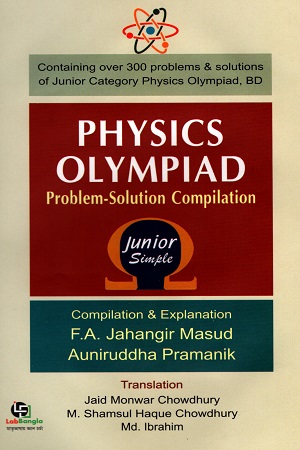 Containing over 300 problems & solutions
of Junior Category Physics Olympiad, BD
PHYSICS
OLYMPIAD
Problem-Solution Compilation
Junior
Simple
Compilation & Explanation
F.A. Jahangir Masud
Auniruddha Pramanik
Translation
Jaid Monwar Chowdhury
M. Shamsul Haque Chowdhury
Md. Ibrahim
LabBangla